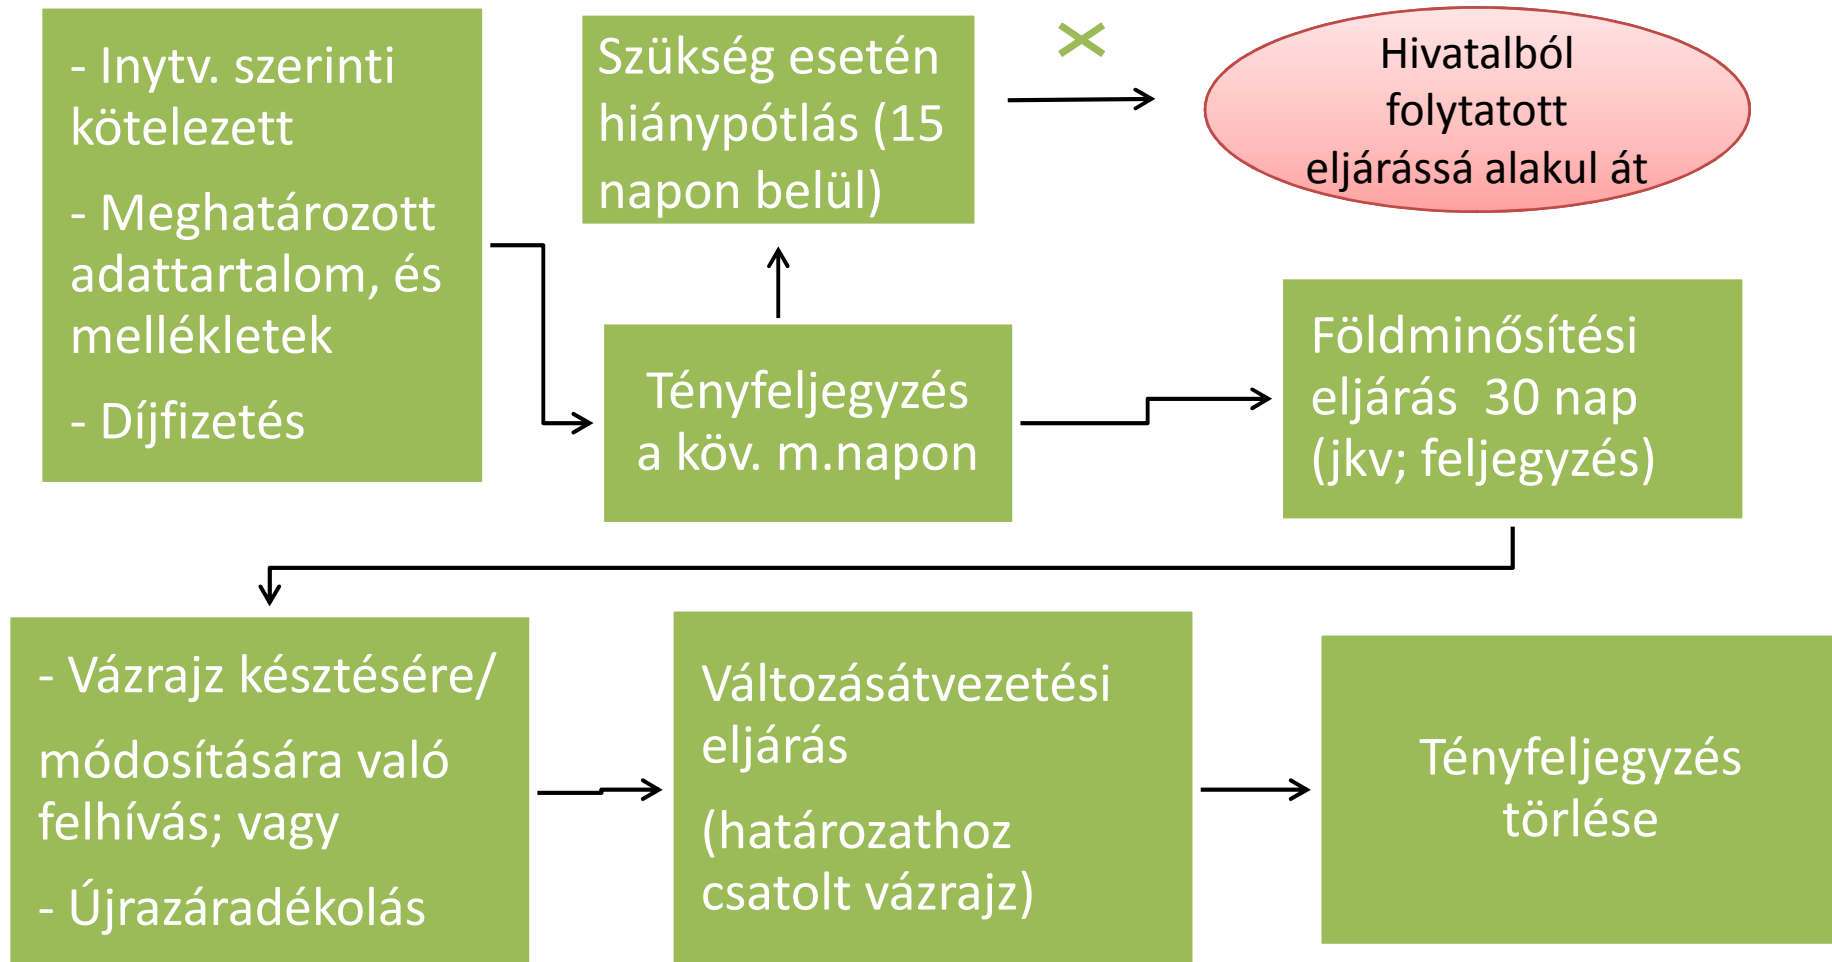 - Inytv. szerinti
kötelezett
- Meghatározott
adattartalom, és
mellékletek
- Díjfizetés
Szükség esetén
hiánypótlás (15
napon belül)
Hivatalból
folytatott
eljárássá alakul át
Tényfeljegyzés
a köv. m.napon
Földminősítési
eljárás  30 nap
(jkv; feljegyzés)
- Vázrajz késztésére/
módosítására való
felhívás; vagy
- Újrazáradékolás
Változásátvezetési
eljárás
(határozathoz
csatolt vázrajz)
Tényfeljegyzés
törlése